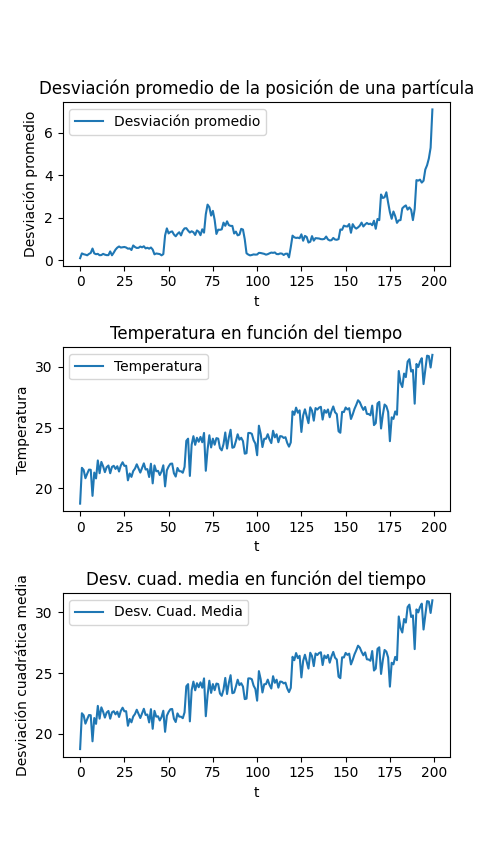 Desviación promedio de la posición de una partícula
Desviación promedio
Desviación promedio
6
4
2
0
0 25 50 75 100 125 150 175 200
t
Temperatura en función del tiempo
Temperatura
Temperatura
30
25
20
0 25 50 75 100 125 150 175 200
t
Desv. cuad. media en función del tiempo
Desv. Cuad. Media
Desviación cuadrática media
30
25
20
0 25 50 75 100 125 150 175 200
t